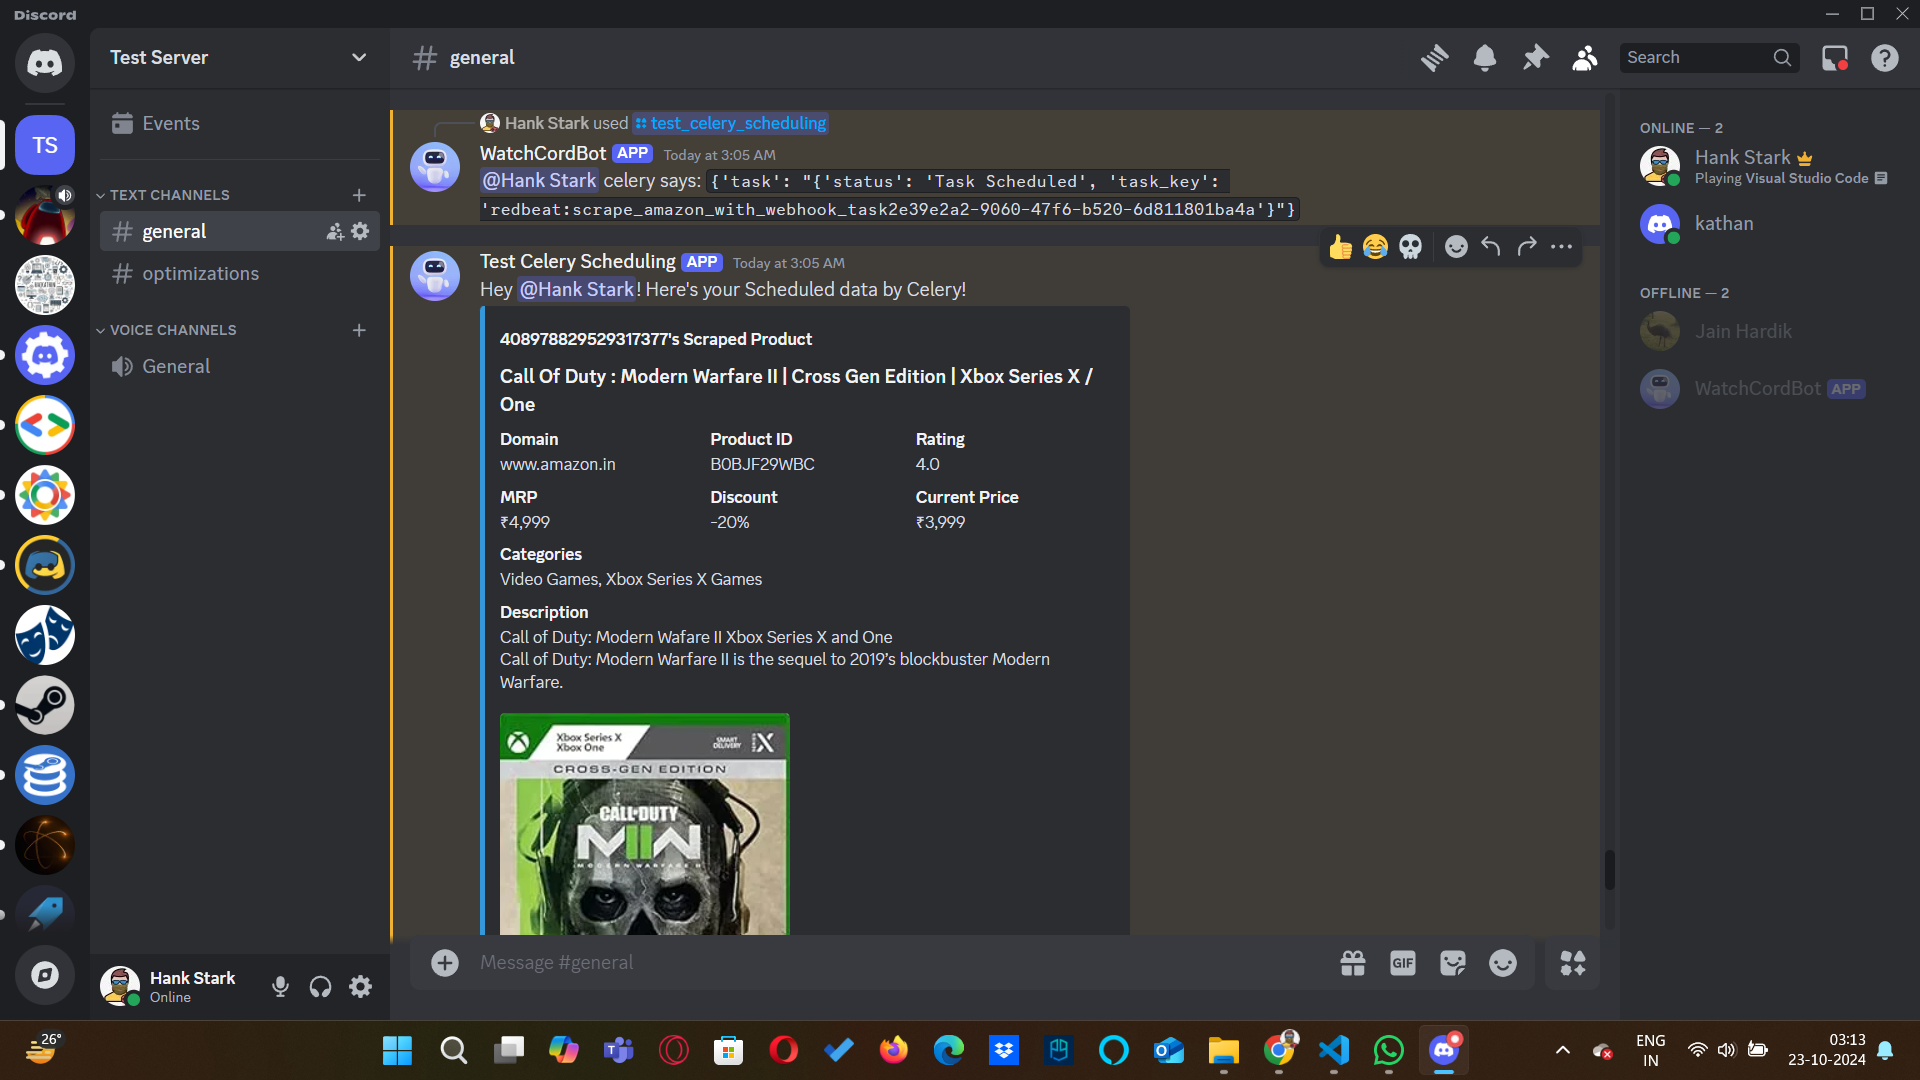 Discord
Test Server
Events
TEXT CHANNELS
general
optimizations
VOICE CHANNELS
General
TS
Hank Stark
Online
general
Search
Hank Stark used test_celery_scheduling
WatchCordBot APP Today at 3:05 AM
@Hank Stark celery says: {'task': "{'status': 'Task Scheduled', 'task_key':
'redbeat:scrape_amazon_with_webhook_task2e39e2a2-9060-47f6-b520-6d811801ba4a'}"}
Test Celery Scheduling APP Today at 3:05 AM
Hey @Hank Stark! Here's your Scheduled data by Celery!
408978829529317377's Scraped Product
Call Of Duty : Modern Warfare II | Cross Gen Edition | Xbox Series X /
One
Domain Product ID Rating
www.amazon.in B0BJF29WBC 4.0
MRP Discount Current Price
₹4,999 -20% ₹3,999
Categories
Video Games, Xbox Series X Games
Description
Call of Duty: Modern Wafare II Xbox Series X and One
Call of Duty: Modern Warfare II is the sequel to 2019’s blockbuster Modern
Warfare.
Xbox Series X
Xbox One
SMART
DELIVERY
CROSS-GEN EDITION
CALL OF DUTY
MWII
MODERN WARFARE II
Message #general
GIF
ONLINE — 2
Hank Stark
Playing Visual Studio Code
kathan
OFFLINE — 2
Jain Hardik
WatchCordBot APP
26°
ENG
IN
03:13
23-10-2024